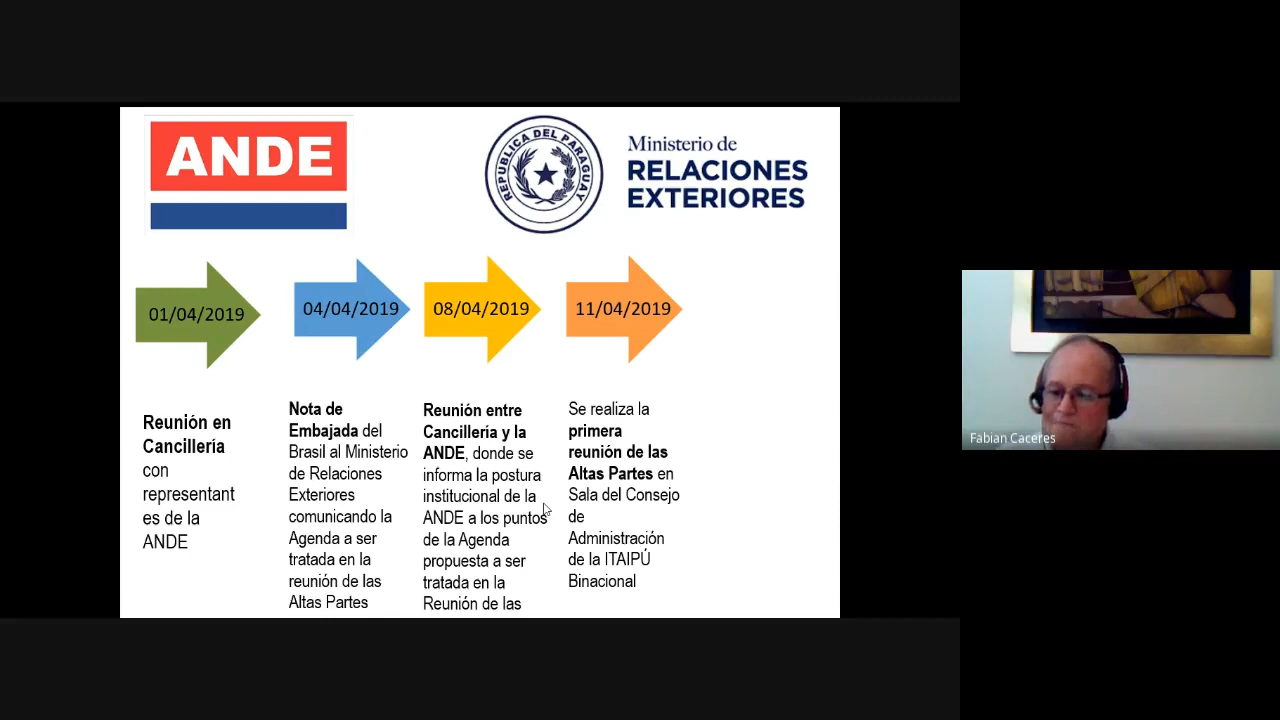 ANDE
REPUBLICA DEL PARAGUAY
Ministerio de
RELACIONES
EXTERIORES
01/04/2019
04/04/2019
08/04/2019
11/04/2019
Reunión en
Cancillería
con
representant
es de la
ANDE
Nota de
Embajada del
Brasil al Ministerio
de Relaciones
Exteriores
comunicando la
Agenda a ser
tratada en la
reunión de las
Altas Partes
Reunión entre
Cancillería y la
ANDE, donde se
informa la postura
institucional de la
ANDE a los puntos
de la Agenda
propuesta a ser
tratada en la
Reunión de las
Se realiza la
primera
reunión de las
Altas Partes en
Sala del Consejo
de
Administración
de la ITAIPÚ
Binacional
Fabian Caceres